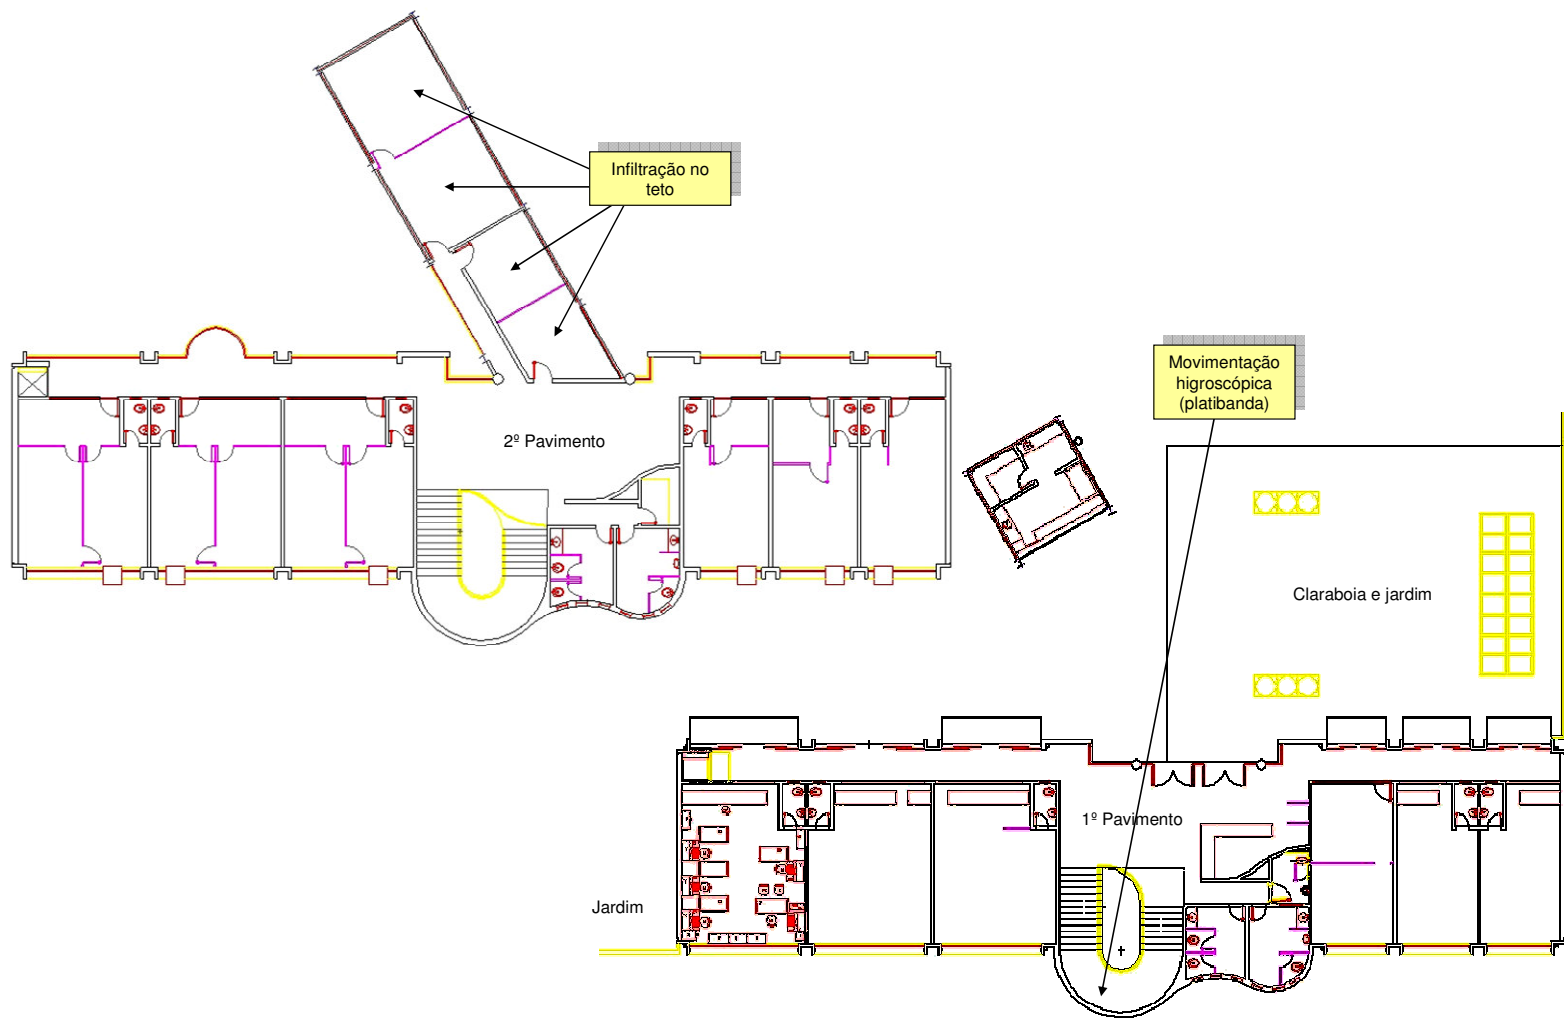 Infiltração no
teto
Movimentação
higroscópica
(platibanda)
2º Pavimento
Claraboia e jardim
1º Pavimento
Jardim